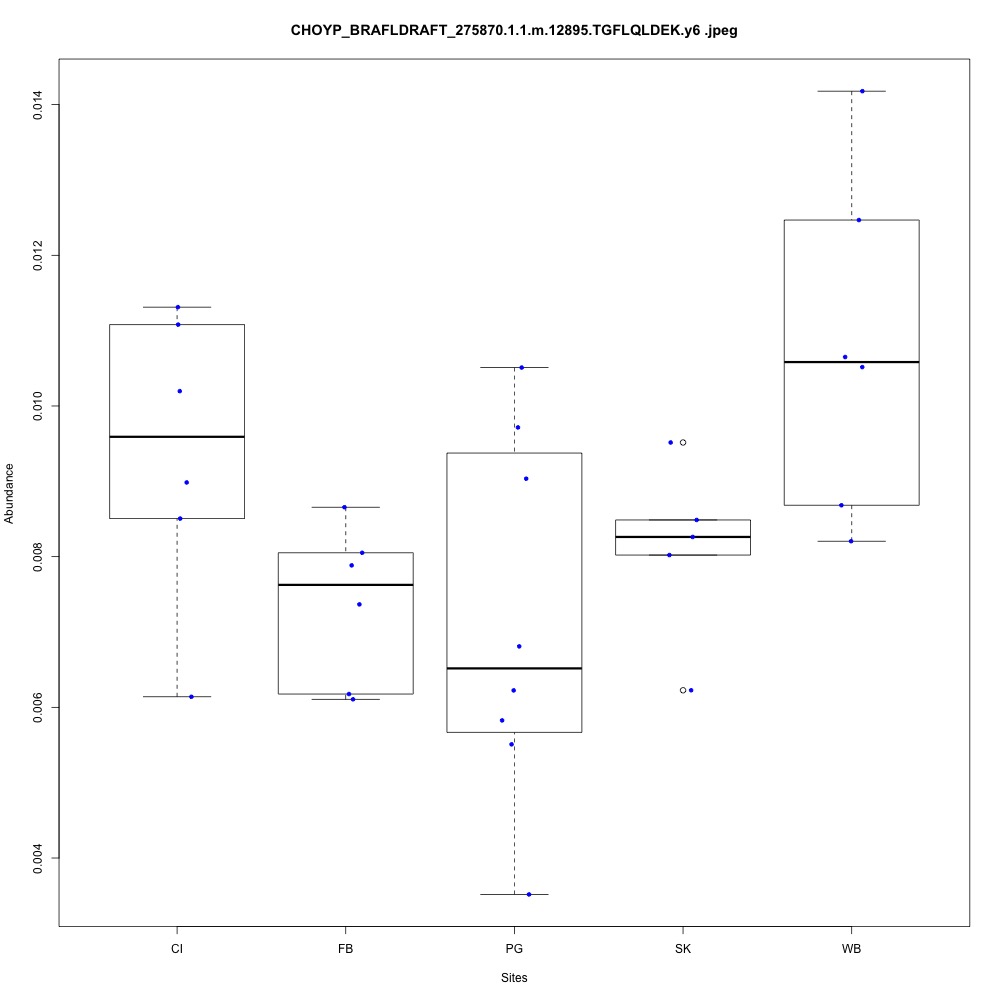 CHOYP_BRAFLDRAFT_275870.1.1.m.12895.TGFLQLDEK.y6 .jpeg
0.014
0.012
0.010
0.008
0.006
0.004
Abundance
CI FB PG SK WB
Sites